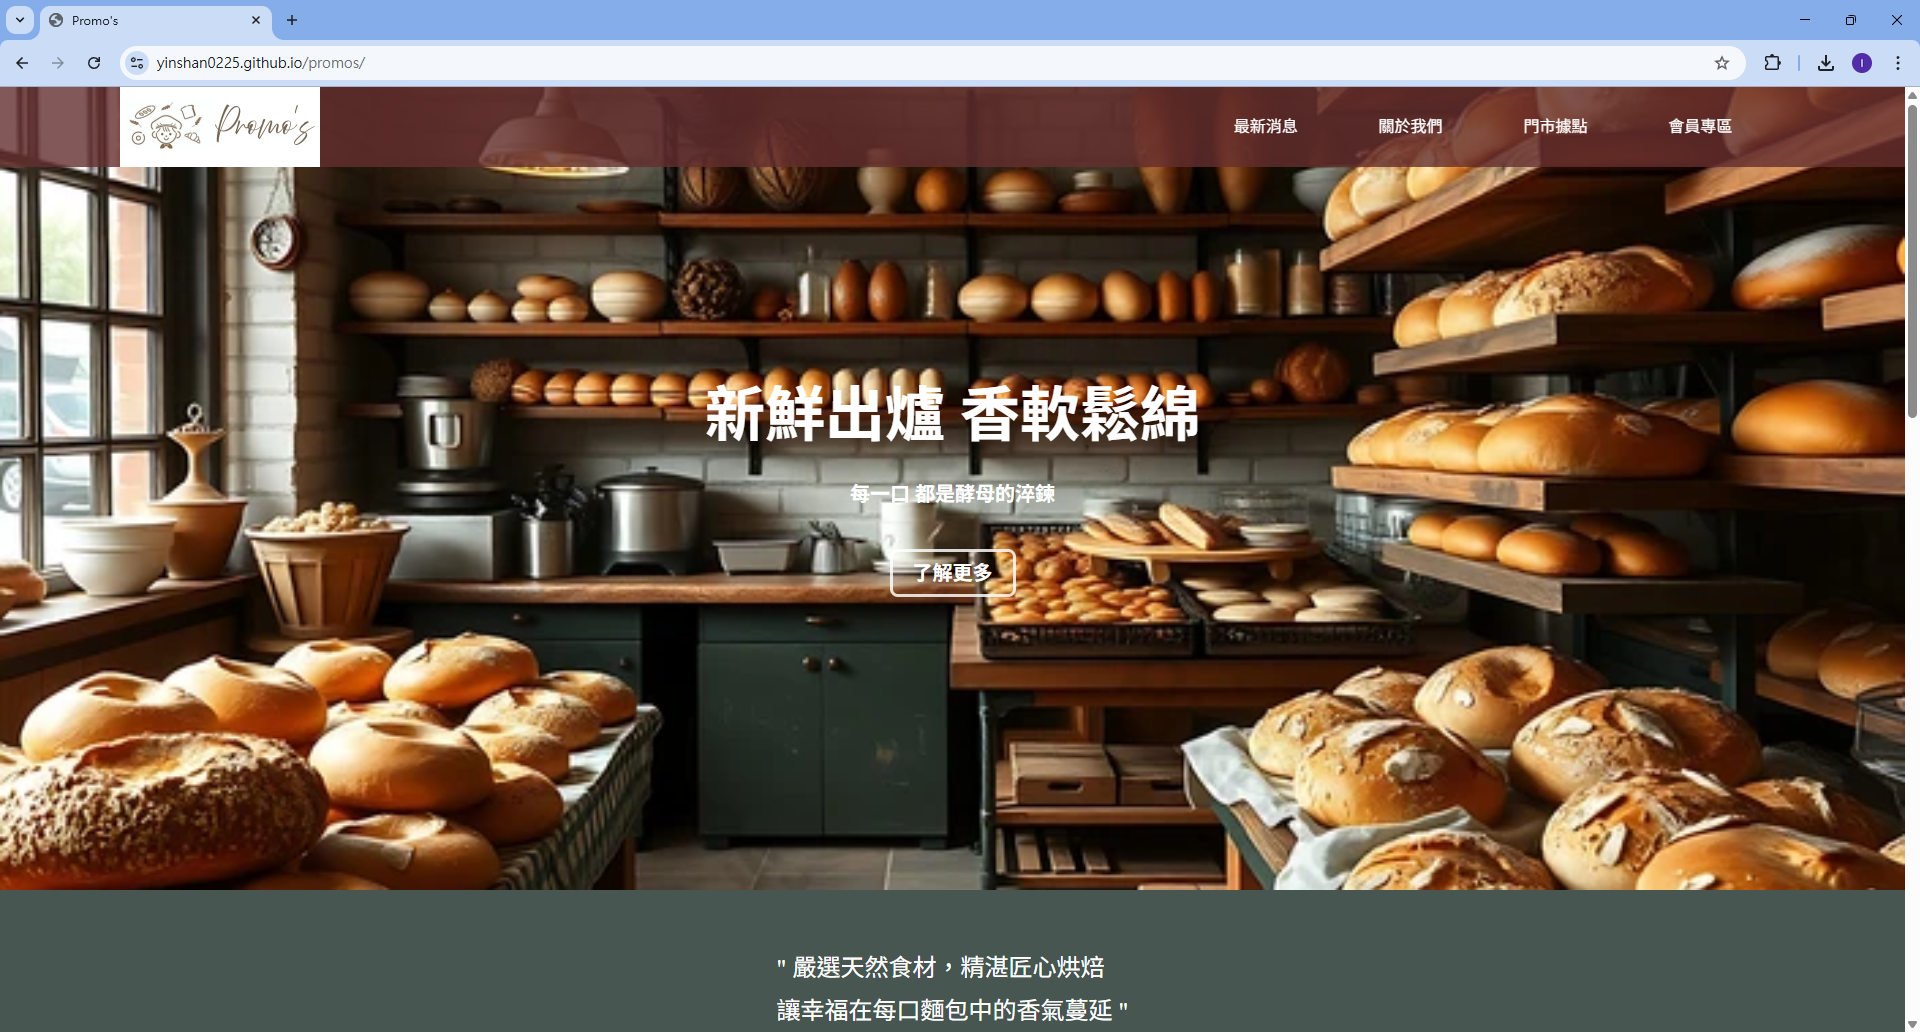 Promo's
yinshan0225.github.io/promos/
Promo's
最新消息
關於我們
門市據點
會員專區
新鮮出爐 香軟鬆綿
每一口 都是酵母的淬鍊
了解更多
" 嚴選天然食材，精湛匠心烘焙
讓幸福在每口麵包中的香氣蔓延 "